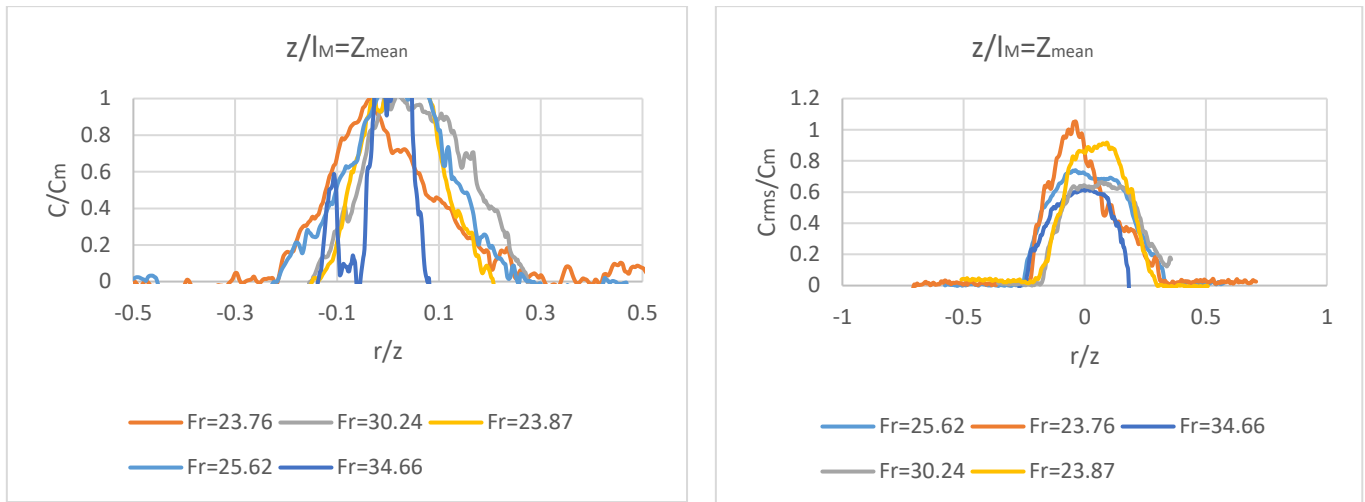 z/lM=Zmean
1
0.8
0.6
0.4
0.2
0
C/Cm
-0.5 -0.3 -0.1 0.1 0.3 0.5
r/z
Fr=23.76 Fr=30.24 Fr=23.87
Fr=25.62 Fr=34.66
z/lM=Zmean
1.2
1
0.8
0.6
0.4
0.2
0
Crms/Cm
-1 -0.5 0 0.5 1
r/z
Fr=25.62 Fr=23.76 Fr=34.66
Fr=30.24 Fr=23.87